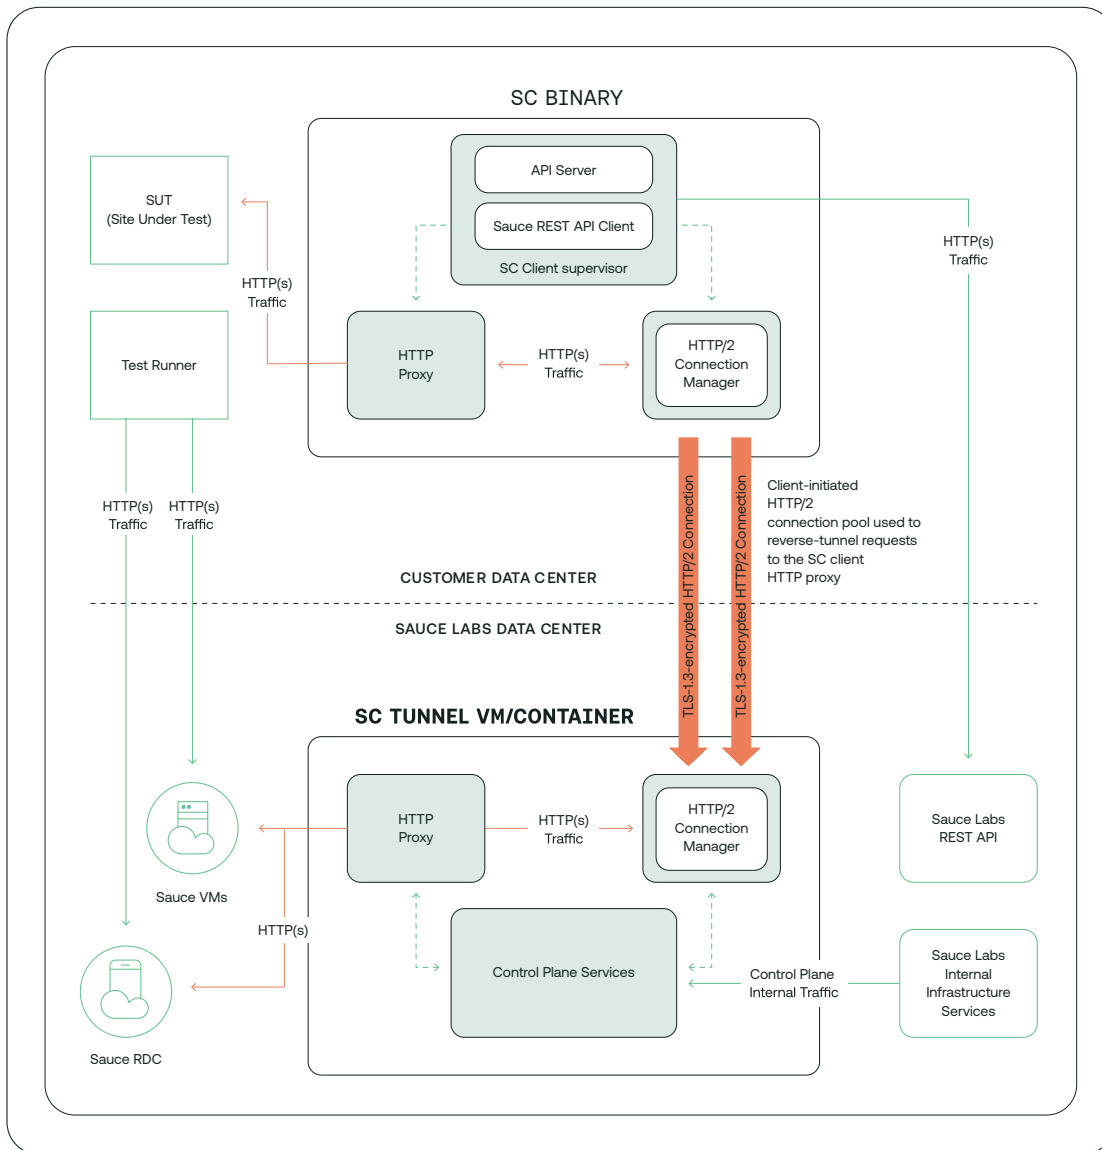 SC BINARY
API Server
Sauce REST API Client
SC Client supervisor
SUT
(Site Under Test)
HTTP(s)
Traffic
HTTP(s)
Traffic
Test Runner
HTTP
Proxy
HTTP(s)
Traffic
HTTP/2
Connection
Manager
HTTP(s)
Traffic
HTTP(s)
Traffic
TLS-1.3-encrypted HTTP/2 Connection
TLS-1.3-encrypted HTTP/2 Connection
Client-initiated
HTTP/2
connection pool used to
reverse-tunnel requests
to the SC client
HTTP proxy
CUSTOMER DATA CENTER
SAUCE LABS DATA CENTER
SC TUNNEL VM/CONTAINER
HTTP
Proxy
HTTP(s)
Traffic
HTTP/2
Connection
Manager
Sauce Labs
REST API
Sauce VMs
HTTP(s)
Control Plane Services
Control Plane
Internal Traffic
Sauce Labs
Internal
Infrastructure
Services
Sauce RDC